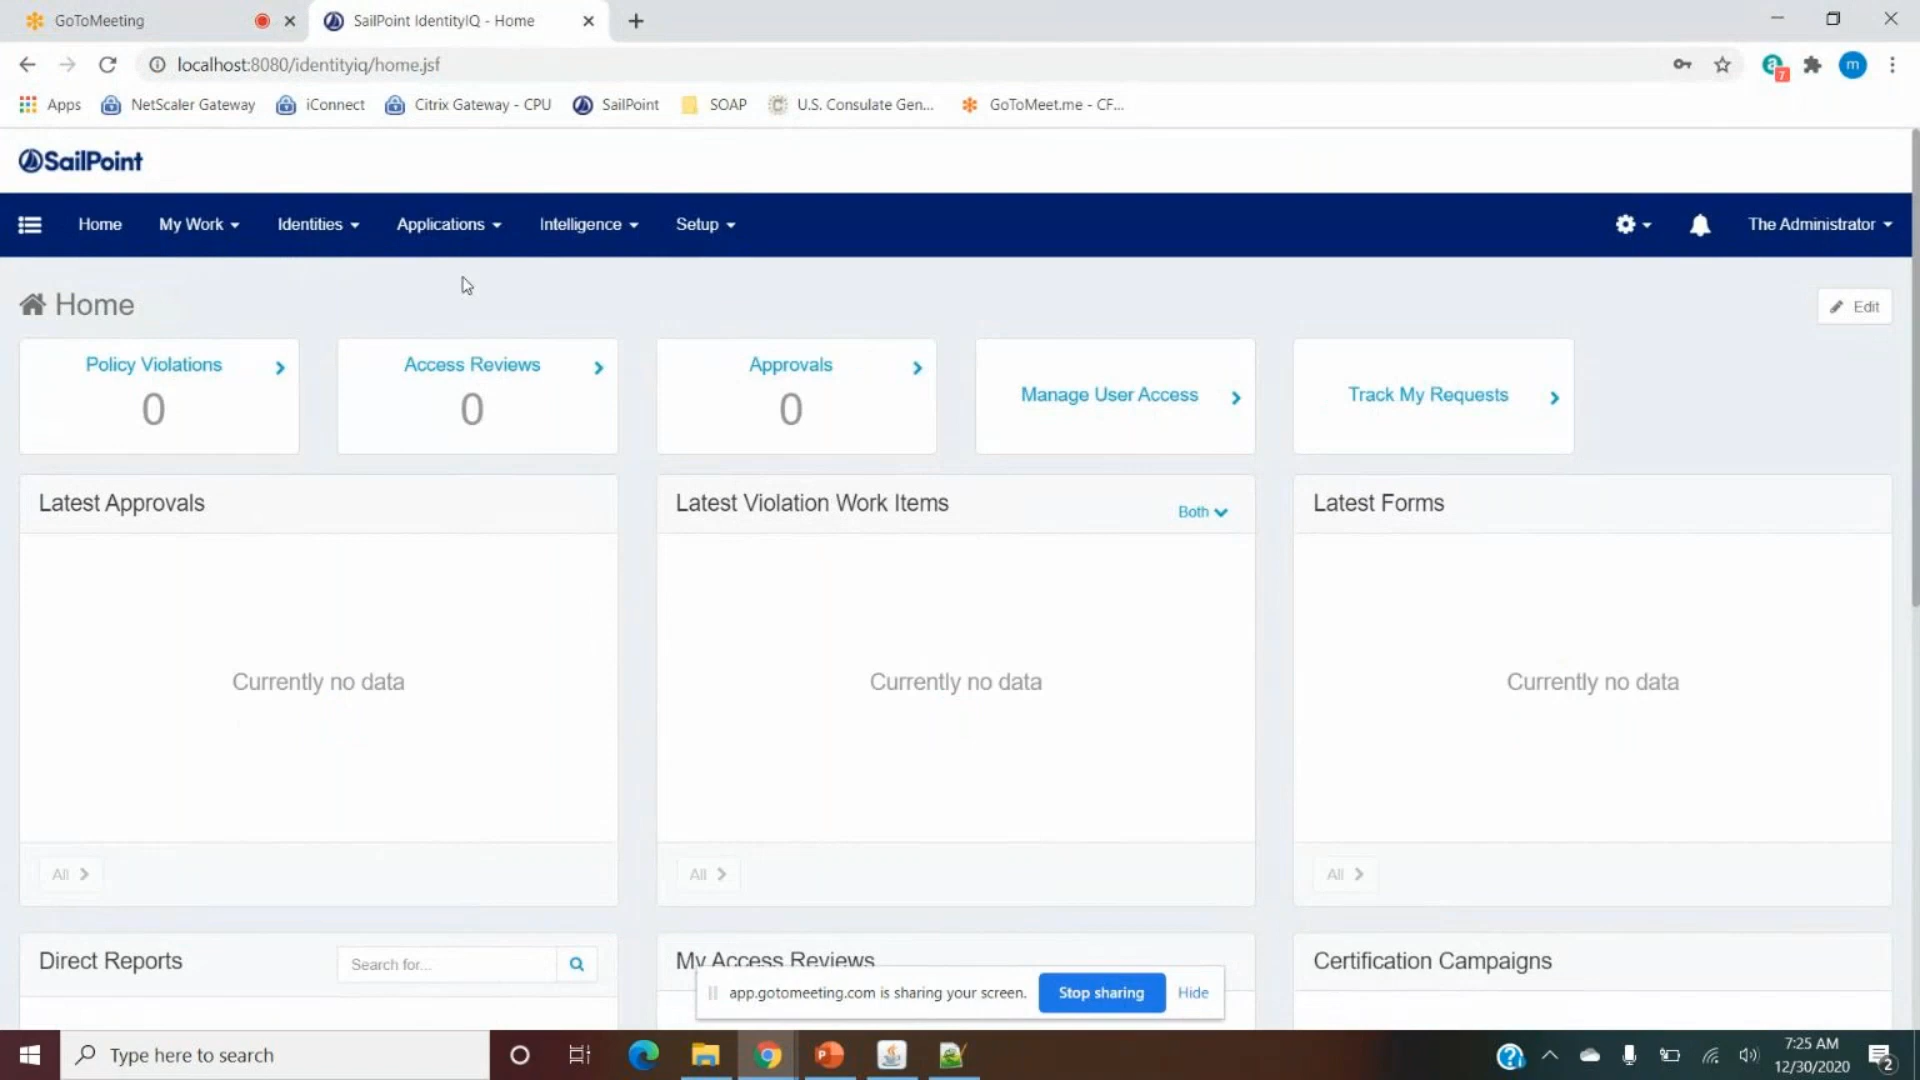 GoToMeeting
SailPoint IdentityIQ - Home
localhost:8080/identityiq/home.jsf
m
7
Apps
NetScaler Gateway
iConnect
Citrix Gateway - CPU
SailPoint
SOAP
U.S. Consulate Gen...
GoToMeet.me - CF...
SailPoint
Home
My Work
Identities
Applications
Intelligence
Setup
The Administrator
Home
Edit
Policy Violations
0
Access Reviews
0
Approvals
0
Manage User Access
Track My Requests
Latest Approvals
Currently no data
All
Latest Violation Work Items
Both
Currently no data
All
Latest Forms
Currently no data
All
Direct Reports
Search for...
My Access Reviews
Certification Campaigns
app.gotomeeting.com is sharing your screen.
Stop sharing
Hide
Type here to search
7:25 AM
12/30/2020
2